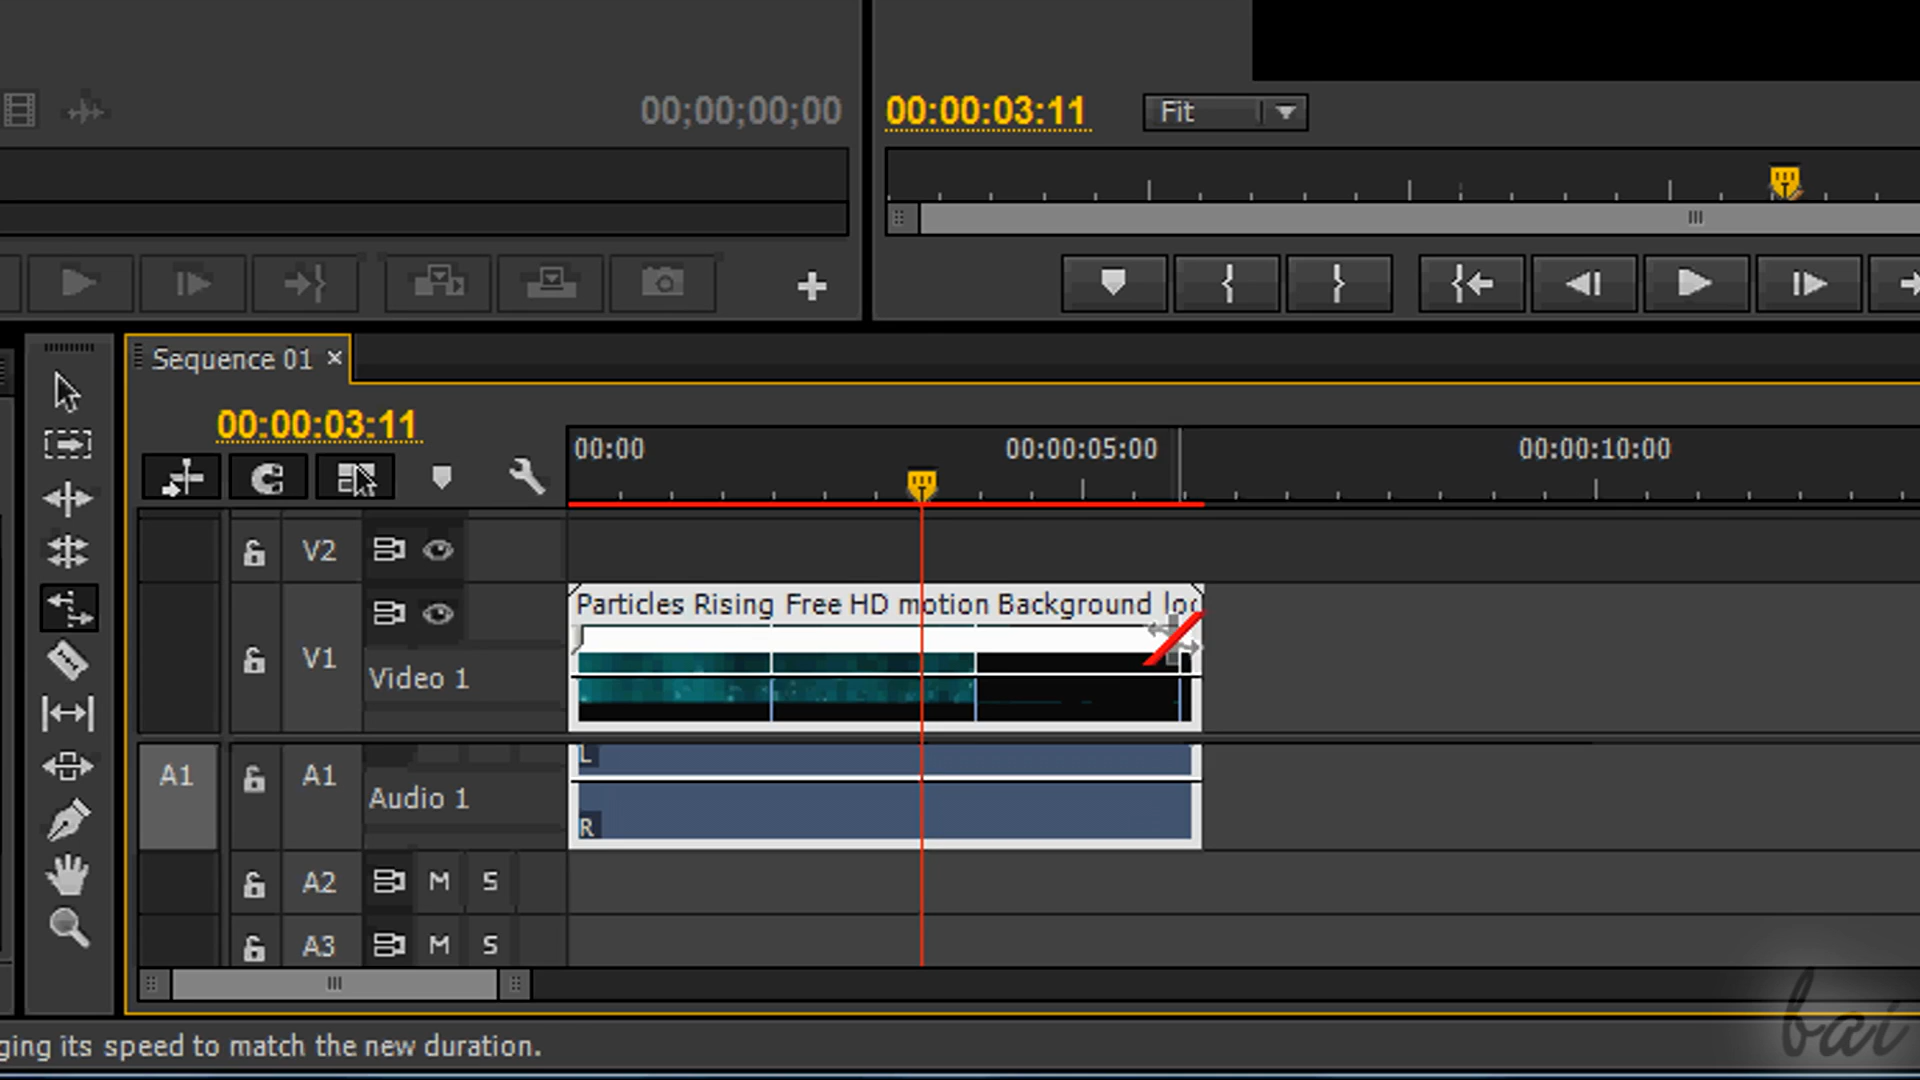 00;00;00;00
00:00:03:11
Fit
Sequence 01
00:00:03:11
00:00
00:00:05:00
00:00:10:00
V2
Particles Rising Free HD motion Background loo
V1
Video 1
L
A1
A1
Audio 1
R
A2
M
S
A3
M
S
bai
ging its speed to match the new duration.